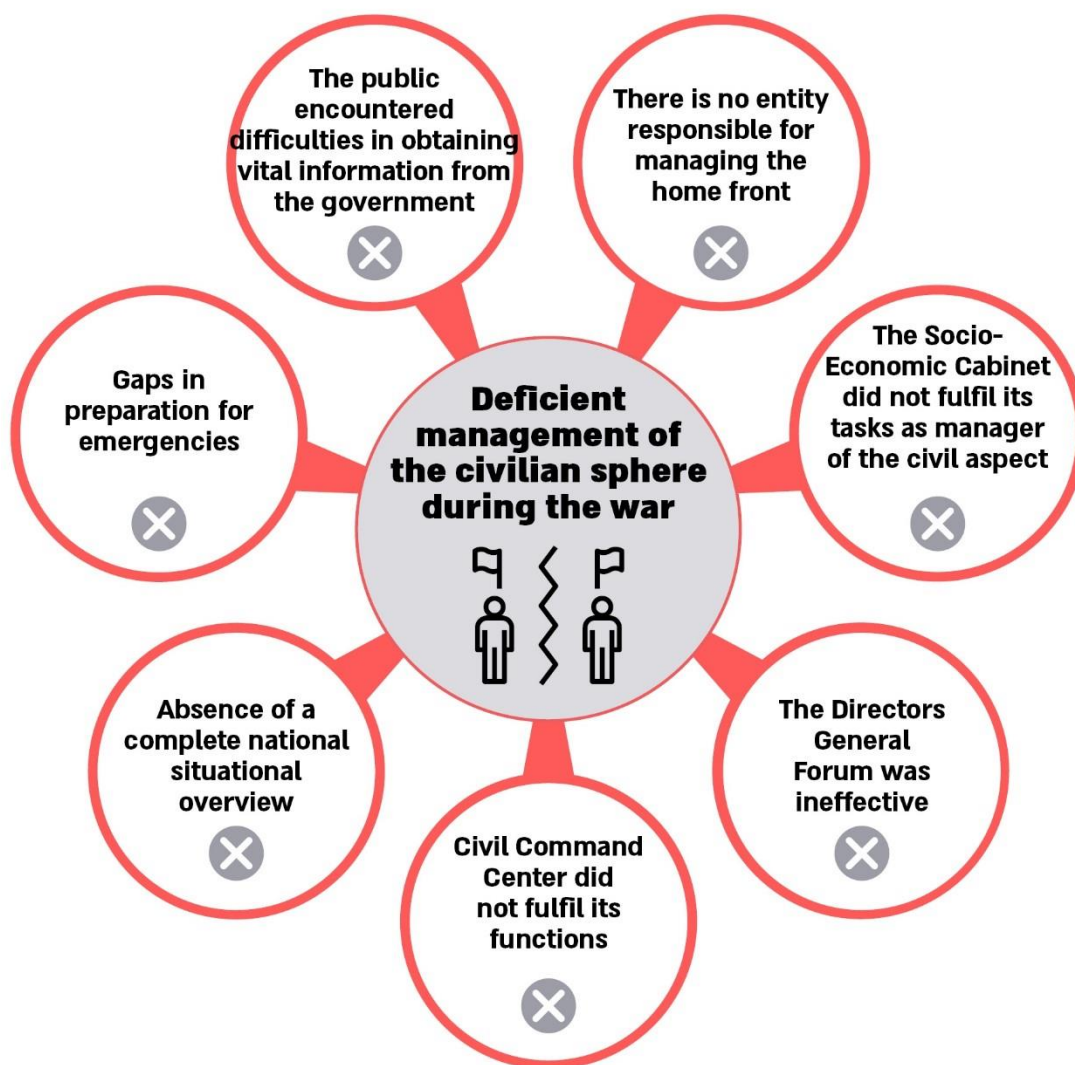 Deficient
management of
the civilian sphere
during the war
There is no entity
responsible for
managing the
home front
The Socio-
Economic Cabinet
did not fulfil its
tasks as manager
of the civil aspect
The Directors
General
Forum was
ineffective
Civil Command
Center did
not fulfil its
functions
Absence of a
complete national
situational
overview
Gaps in
preparation for
emergencies
The public
encountered
difficulties in obtaining
vital information from
the government